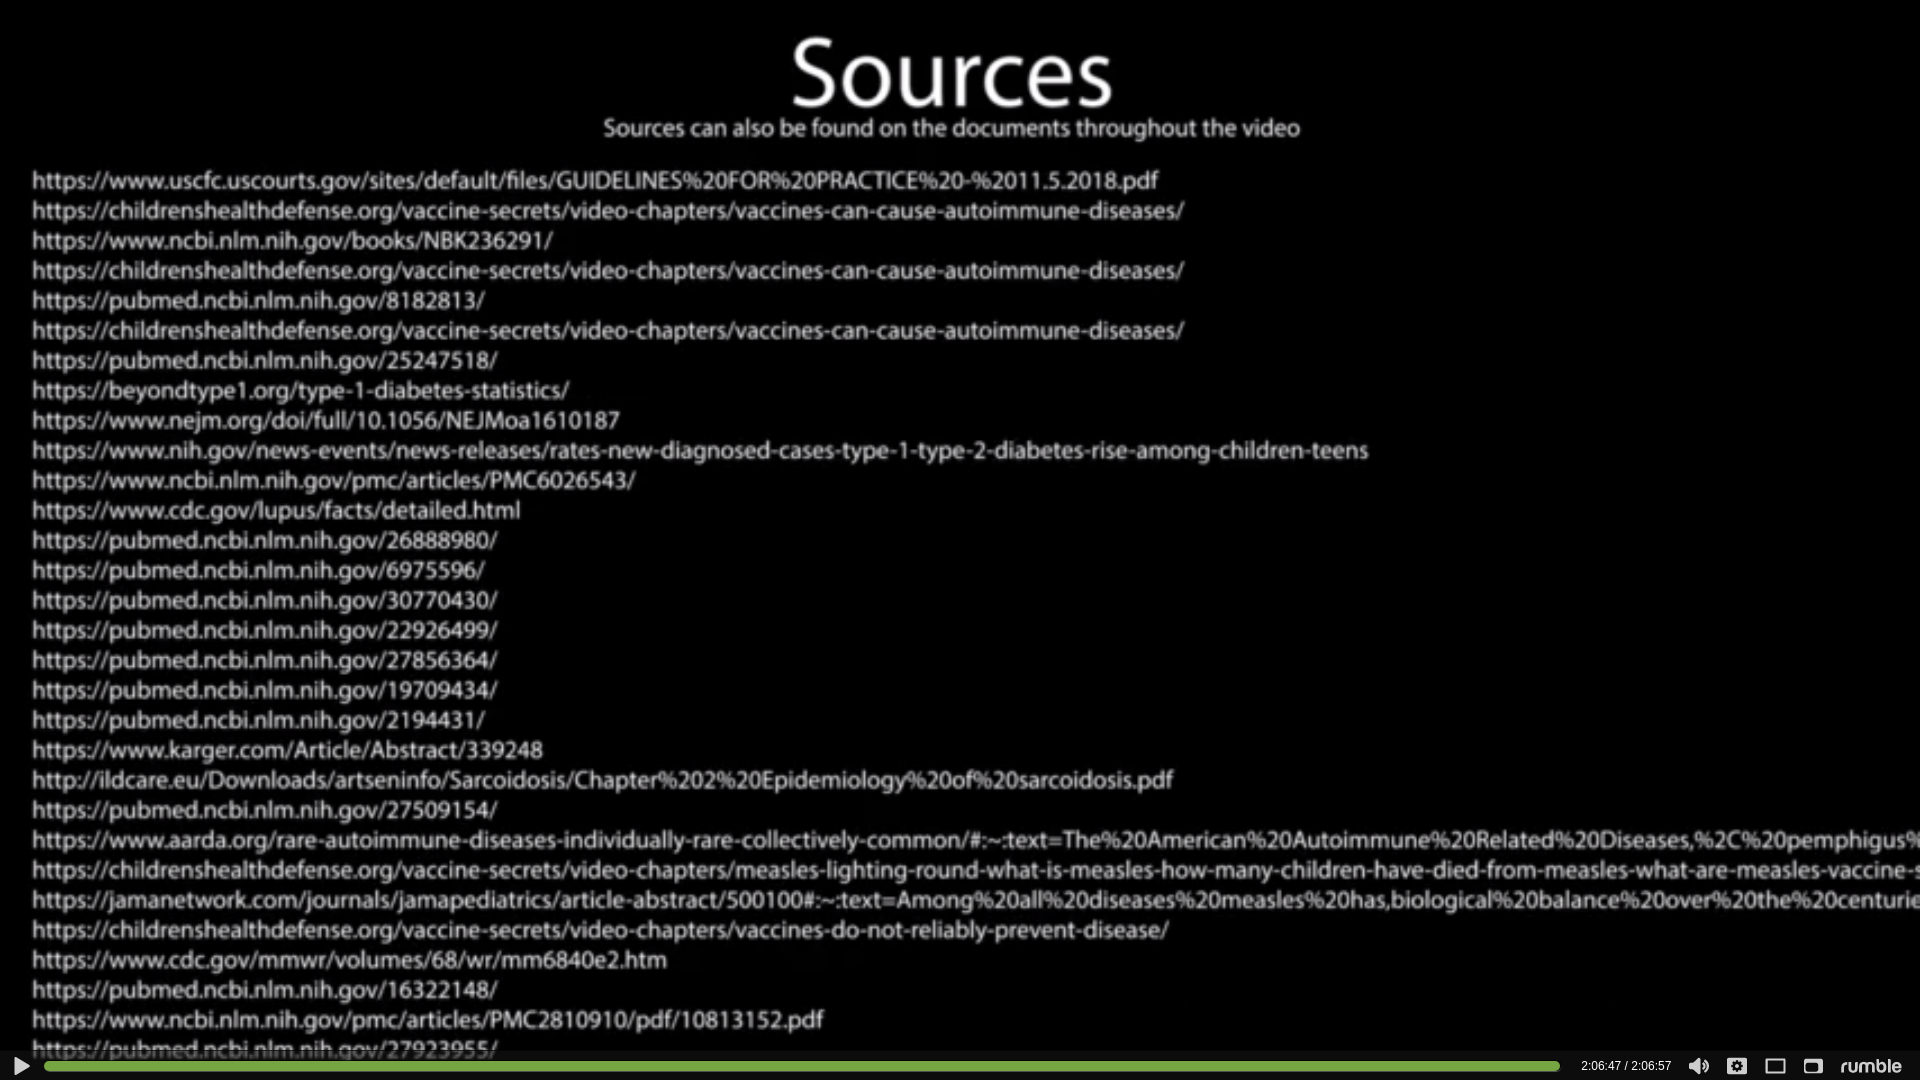 Sources
Sources can also be found on the documents throughout the video
https://www.uscfc.uscourts.gov/sites/default/files/GUIDELINES%20FOR%20PRACTICE%20-%2011.5.2018.pdf
https://childrenshealthdefense.org/vaccine-secrets/video-chapters/vaccines-can-cause-autoimmune-diseases/
https://www.ncbi.nlm.nih.gov/books/NBK236291/
https://childrenshealthdefense.org/vaccine-secrets/video-chapters/vaccines-can-cause-autoimmune-diseases/
https://pubmed.ncbi.nlm.nih.gov/8182813/
https://childrenshealthdefense.org/vaccine-secrets/video-chapters/vaccines-can-cause-autoimmune-diseases/
https://pubmed.ncbi.nlm.nih.gov/25247518/
https://beyondtype1.org/type-1-diabetes-statistics/
https://www.nejm.org/doi/full/10.1056/NEJMoa1610187
https://www.nih.gov/news-events/news-releases/rates-new-diagnosed-cases-type-1-type-2-diabetes-rise-among-children-teens
https://www.ncbi.nlm.nih.gov/pmc/articles/PMC6026543/
https://www.cdc.gov/lupus/facts/detailed.html
https://pubmed.ncbi.nlm.nih.gov/26888980/
https://pubmed.ncbi.nlm.nih.gov/6975596/
https://pubmed.ncbi.nlm.nih.gov/30770430/
https://pubmed.ncbi.nlm.nih.gov/22926499/
https://pubmed.ncbi.nlm.nih.gov/27856364/
https://pubmed.ncbi.nlm.nih.gov/19709434/
https://pubmed.ncbi.nlm.nih.gov/2194431/
https://www.karger.com/Article/Abstract/339248
http://ildcare.eu/Downloads/artseninfo/Sarcoidosis/Chapter%202%20Epidemiology%20of%20sarcoidosis.pdf
https://pubmed.ncbi.nlm.nih.gov/27509154/
https://www.aarda.org/rare-autoimmune-diseases-individually-rare-collectively-common/#:~:text=The%20American%20Autoimmune%20Related%20Diseases,%2C%20pemphigus%
https://childrenshealthdefense.org/vaccine-secrets/video-chapters/measles-lighting-round-what-is-measles-how-many-children-have-died-from-measles-what-are-measles-vaccine-s
https://jamanetwork.com/journals/jamapediatrics/article-abstract/500100#:~:text=Among%20all%20diseases%20measles%20has,biological%20balance%20over%20the%20centurie
https://childrenshealthdefense.org/vaccine-secrets/video-chapters/vaccines-do-not-reliably-prevent-disease/
https://www.cdc.gov/mmwr/volumes/68/wr/mm6840e2.htm
https://pubmed.ncbi.nlm.nih.gov/16322148/
https://www.ncbi.nlm.nih.gov/pmc/articles/PMC2810910/pdf/10813152.pdf
https://pubmed.ncbi.nlm.nih.gov/27923955/
2:06:47 / 2:06:57
rumble